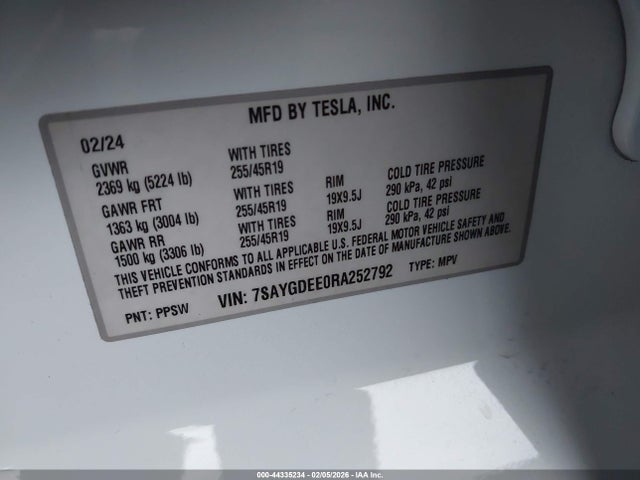 MFD BY TESLA, INC.
02/24
GVWR WITH TIRES
2369 kg (5224 lb) 255/45R19
GAWR FRT WITH TIRES RIM COLD TIRE PRESSURE
1363 kg (3004 lb) 255/45R19 19X9.5J 290 kPa, 42 psi
GAWR RR WITH TIRES RIM COLD TIRE PRESSURE
1500 kg (3306 lb) 255/45R19 19X9.5J 290 kPa, 42 psi
THIS VEHICLE CONFORMS TO ALL APPLICABLE U.S. FEDERAL MOTOR VEHICLE SAFETY AND
THEFT PREVENTION STANDARDS IN EFFECT ON THE DATE OF MANUFACTURE SHOWN ABOVE.
PNT: PPSW VIN: 7SAYGDEE0RA252792 TYPE: MPV
000-44335234 - 02/05/2026 - IAA Inc.